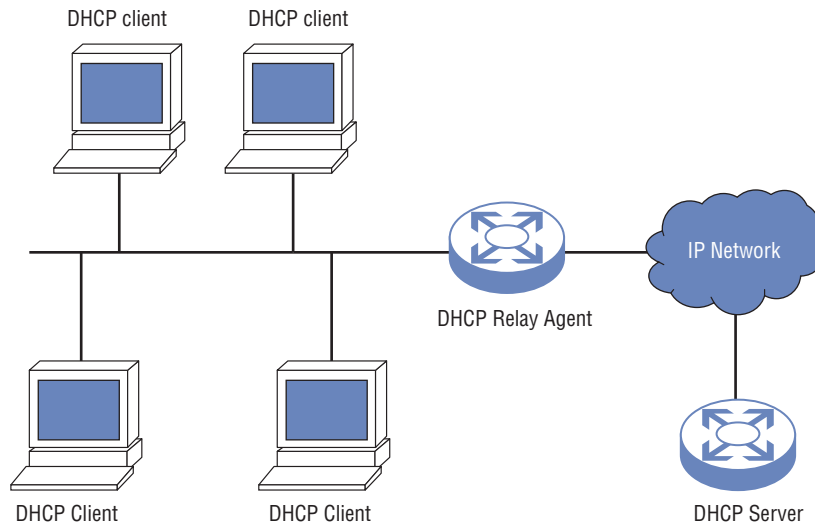 DHCP client
DHCP client
IP Network
DHCP Relay Agent
DHCP Client
DHCP Client
DHCP Server